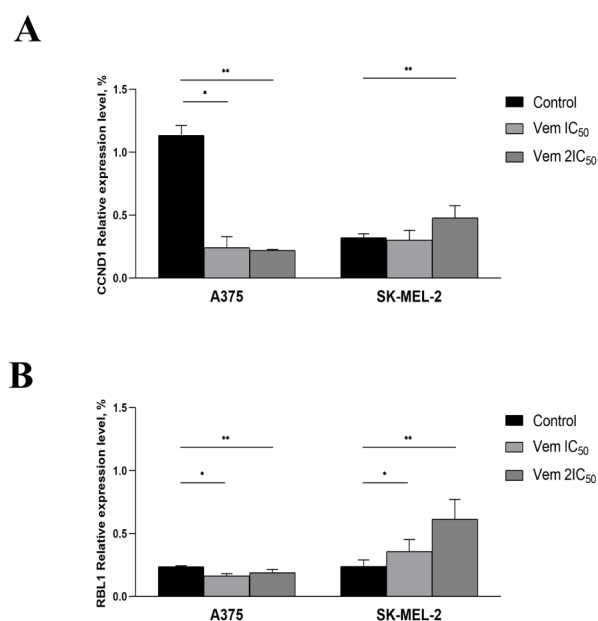 A
CCND1 Relative expression level, %
1.5
1.0
0.5
0.0
**
*
**
A375
SK-MEL-2
Control
Vem IC₅₀
Vem 2IC₅₀
B
RBL1 Relative expression level, %
1.5
1.0
0.5
0.0
**
*
**
*
A375
SK-MEL-2
Control
Vem IC₅₀
Vem 2IC₅₀